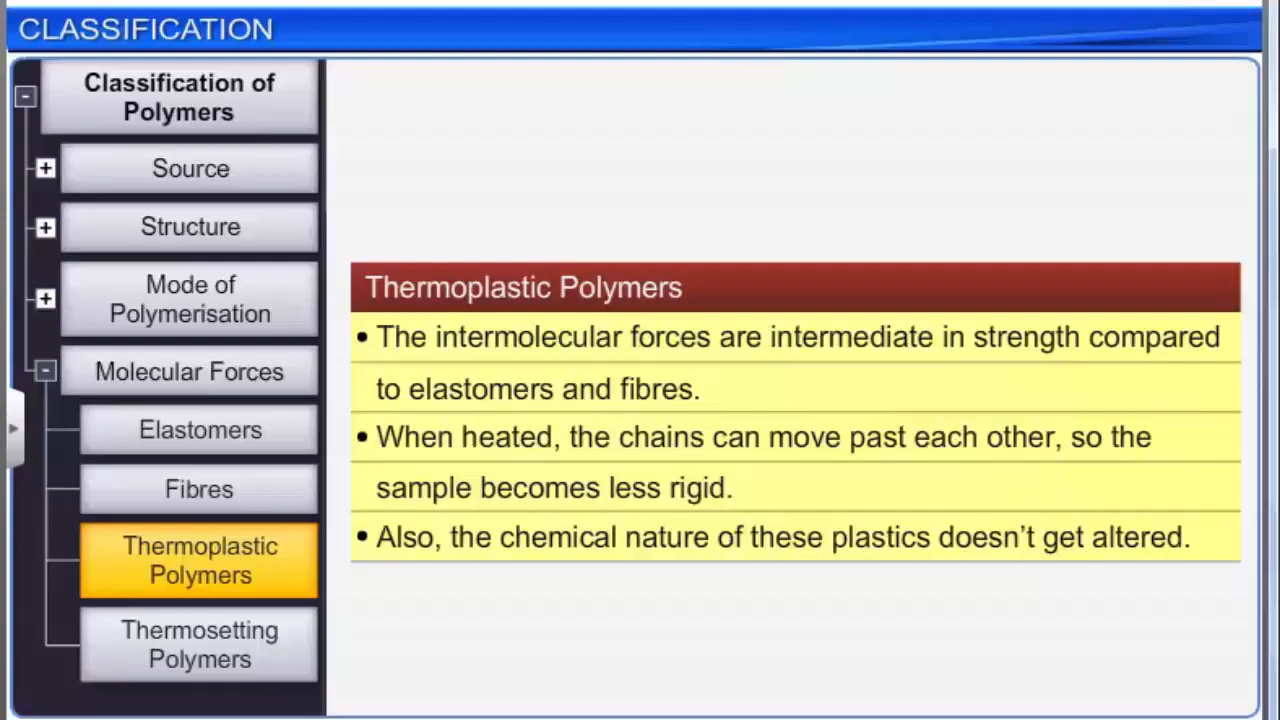 CLASSIFICATION
Classification of
Polymers
Source
Structure
Mode of
Polymerisation
Molecular Forces
Elastomers
Fibres
Thermoplastic
Polymers
Thermosetting
Polymers
Thermoplastic Polymers
• The intermolecular forces are intermediate in strength compared
to elastomers and fibres.
• When heated, the chains can move past each other, so the
sample becomes less rigid.
• Also, the chemical nature of these plastics doesn’t get altered.